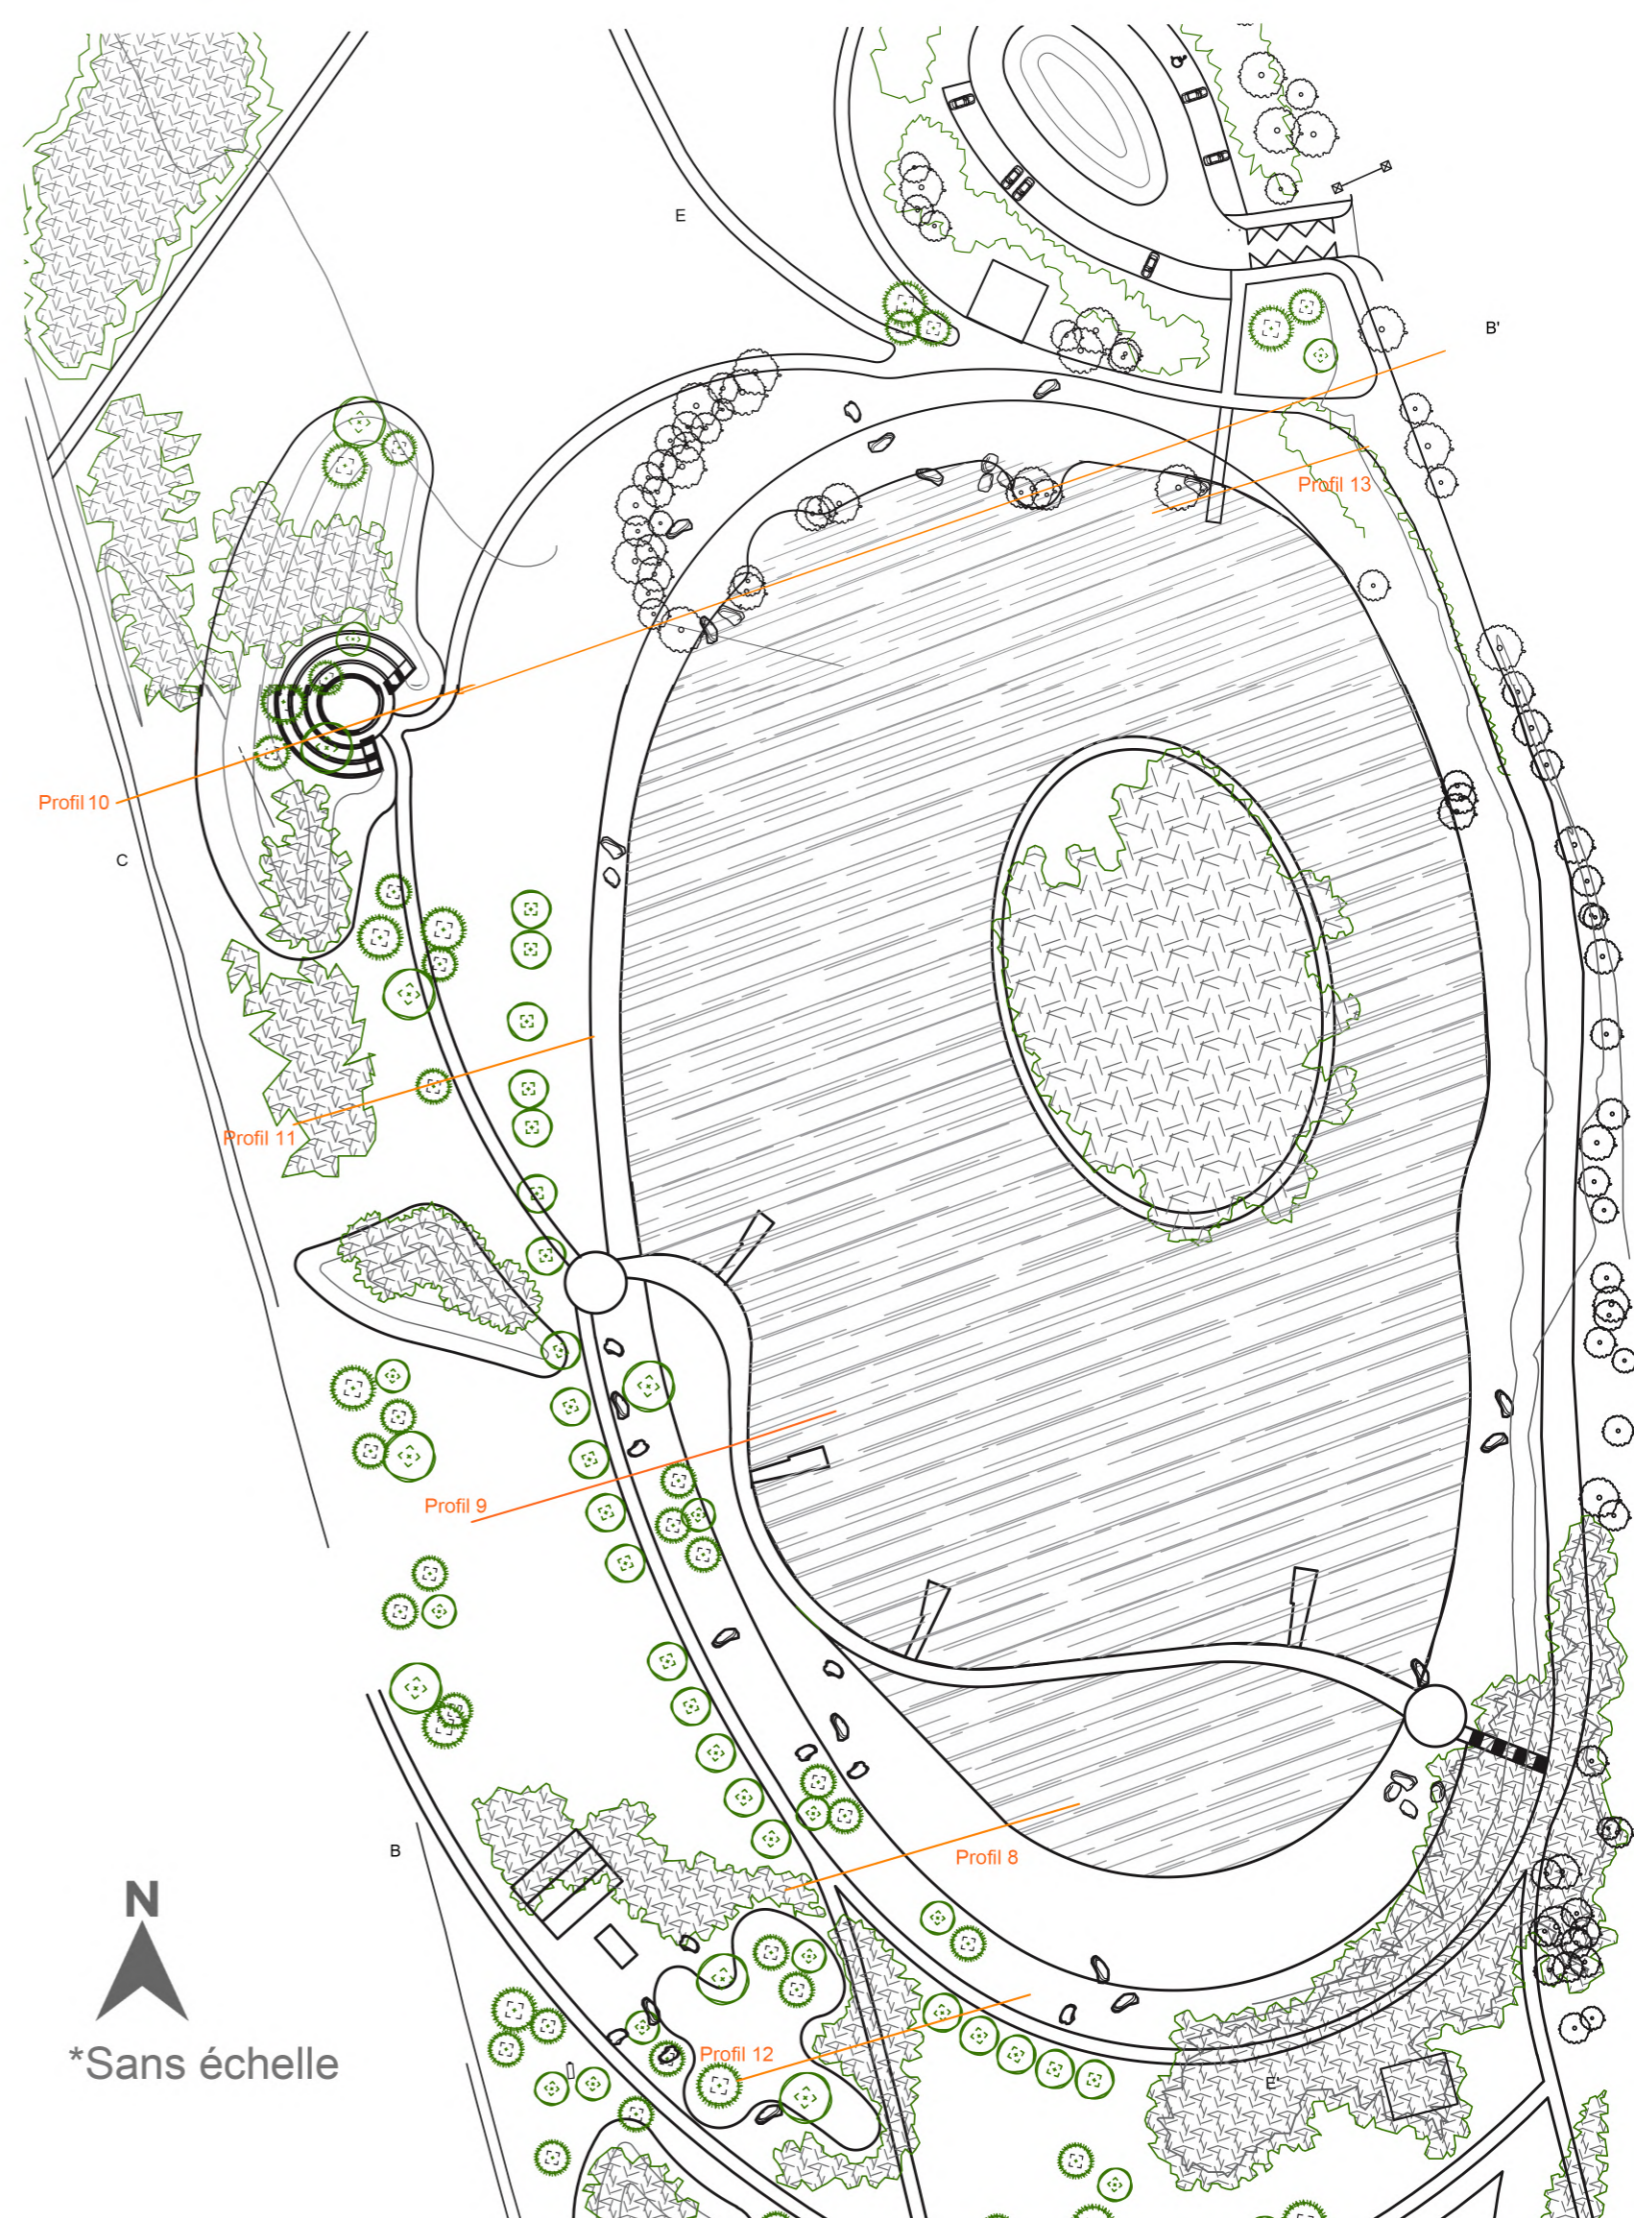 E
B'
Profil 13
Profil 10
C
Profil 11
Profil 9
B
Profil 8
N
*Sans échelle
Profil 12
E'